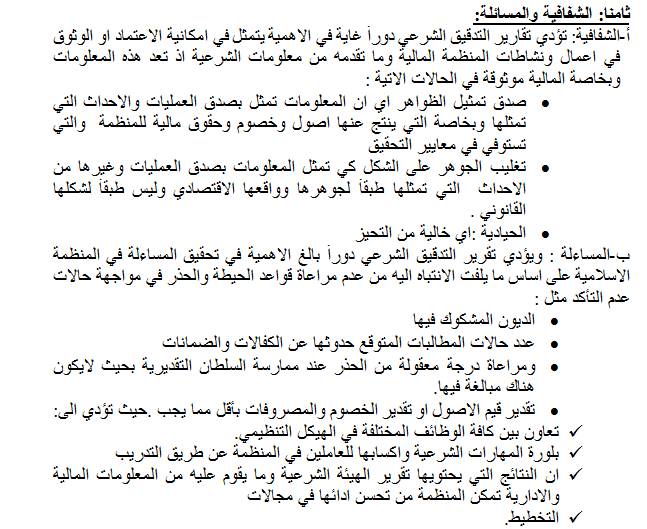 ثامنا: الشفافية والمسائلة:
أ-الشفافية: تؤدي تقارير التدقيق الشرعي دوراً غاية في الاهمية يتمثل في امكانية الاعتماد او الوثوق
في اعمال ونشاطات المنظمة المالية وما تقدمه من معلومات الشرعية اذ تعد هذه المعلومات
وبخاصة المالية موثوقة في الحالات الاتية :
• صدق تمثيل الظواهر اي ان المعلومات تمثل بصدق العمليات والاحداث التي
تمثلها وبخاصة التي ينتج عنها اصول وخصوم وحقوق مالية للمنظمة والتي
تستوفي في معايير التحقيق
• تغليب الجوهر على الشكل كي تمثل المعلومات بصدق العمليات وغيرها من
الاحداث التي تمثلها طبقاً لجوهرها وواقعها الاقتصادي وليس طبقاً لشكلها
القانوني .
• الحيادية :اي خالية من التحيز
ب-المساءلة : ويؤدي تقرير التدقيق الشرعي دوراً بالغ الاهمية في تحقيق المساءلة في المنظمة
الاسلامية على اساس ما يلفت الانتباه اليه من عدم مراعاة قواعد الحيطة والحذر في مواجهة حالات
عدم التأكد مثل :
• الديون المشكوك فيها
• عدد حالات المطالبات المتوقع حدوثها عن الكفالات والضمانات
• ومراعاة درجة معقولة من الحذر عند ممارسة السلطان التقديرية بحيث لايكون
هناك مبالغة فيها.
• تقدير قيم الاصول او تقدير الخصوم والمصروفات بأقل مما يجب .حيث تؤدي الى:
✓ تعاون بين كافة الوظائف المختلفة في الهيكل التنظيمي.
✓ بلورة المهارات الشرعية واكسابها للعاملين في المنظمة عن طريق التدريب
✓ ان النتائج التي يحتويها تقرير الهيئة الشرعية وما يقوم عليه من المعلومات المالية
والادارية تمكن المنظمة من تحسن ادائها في مجالات
✓ التخطيط.